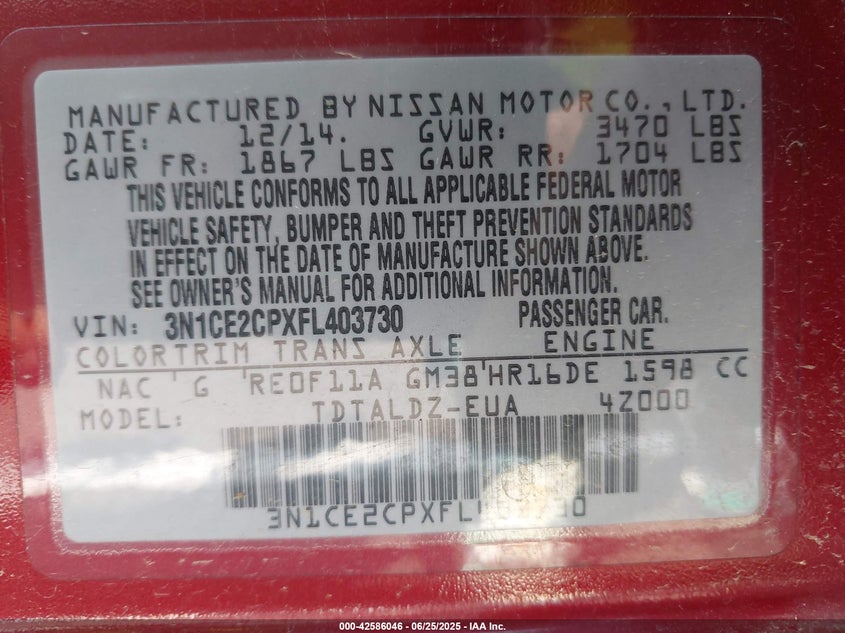 MANUFACTURED BY NISSAN MOTOR CO., LTD.
DATE: 12/14. GVWR: 3470 LBS
GAWR FR: 1867 LBS GAWR RR: 1704 LBS
THIS VEHICLE CONFORMS TO ALL APPLICABLE FEDERAL MOTOR
VEHICLE SAFETY, BUMPER AND THEFT PREVENTION STANDARDS
IN EFFECT ON THE DATE OF MANUFACTURE SHOWN ABOVE.
SEE OWNER'S MANUAL FOR ADDITIONAL INFORMATION.
VIN: 3N1CE2CPXFL403730 PASSENGER CAR.
COLORTRIM TRANS AXLE ENGINE
NAC G RE0F11A GM38 HR16DE 1598 CC
MODEL: TDTALDZ-EUA 4Z000
000-42586046 | 06/25/2025 - IAA Inc.